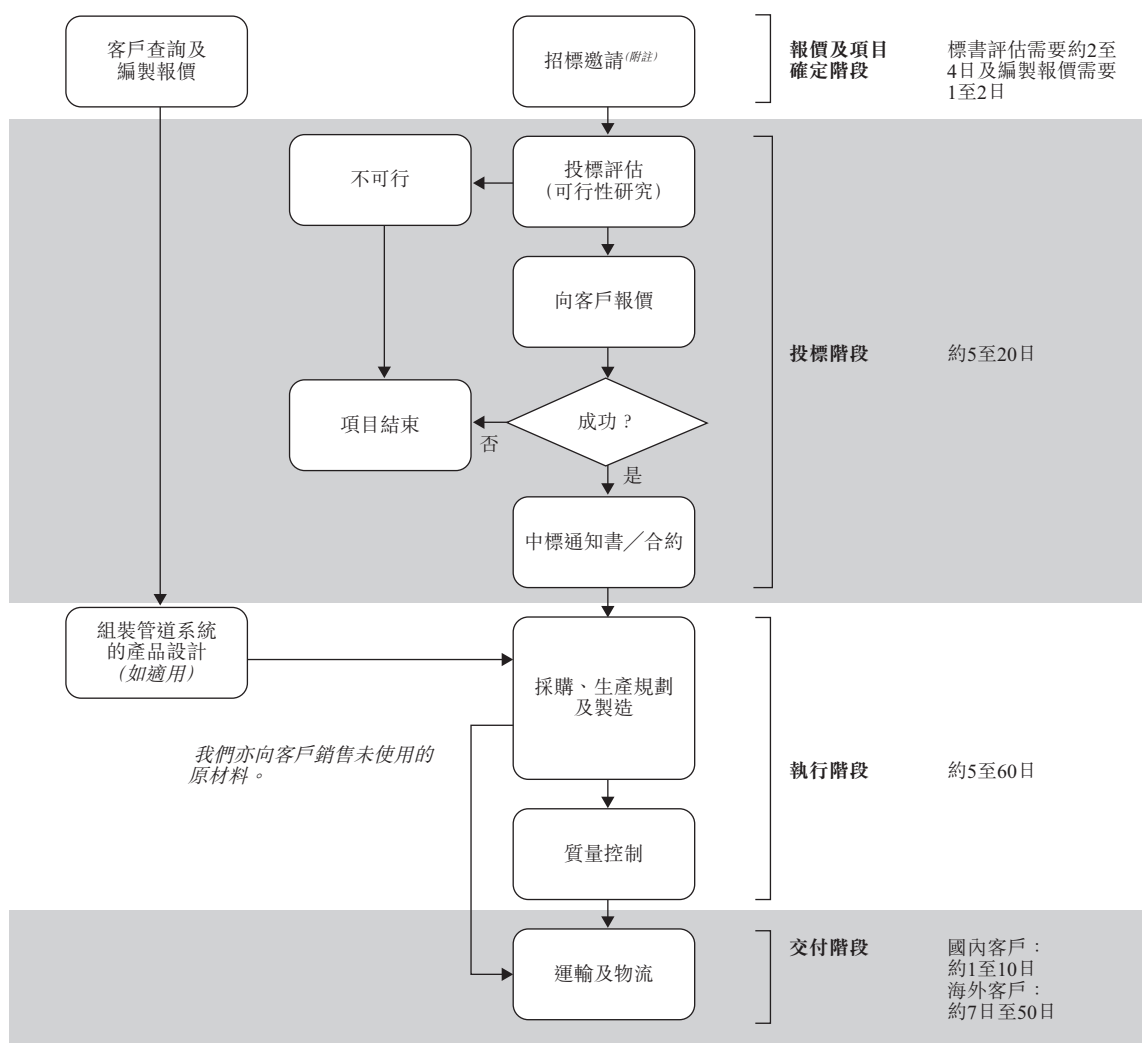 客戶查詢及
編製報價
招標邀請(附註)
報價及項目
確定階段
標書評估需要約2至
4日及編製報價需要
1至2日
不可行
投標評估
(可行性研究)
向客戶報價
投標階段
約5至20日
項目結束
否
成功?
是
中標通知書／合約
組裝管道系統
的產品設計
(如適用)
採購、生產規劃
及製造
我們亦向客戶銷售未使用的
原材料。
執行階段
約5至60日
質量控制
運輸及物流
交付階段
國內客戶：
約1至10日
海外客戶：
約7日至50日